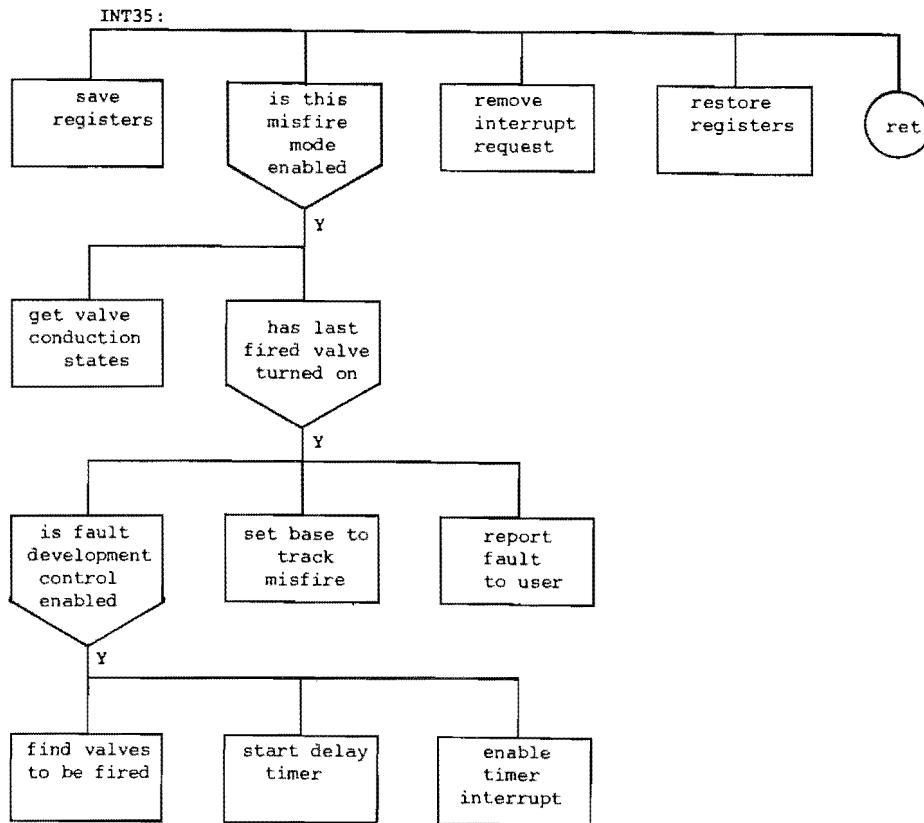 INT35:
save
registers
is this
misfire
mode
enabled
remove
interrupt
request
restore
registers
ret
Y
get valve
conduction
states
has last
fired valve
turned on
Y
is fault
development
control
enabled
set base to
track
misfire
report
fault
to user
Y
find valves
to be fired
start delay
timer
enable
timer
interrupt